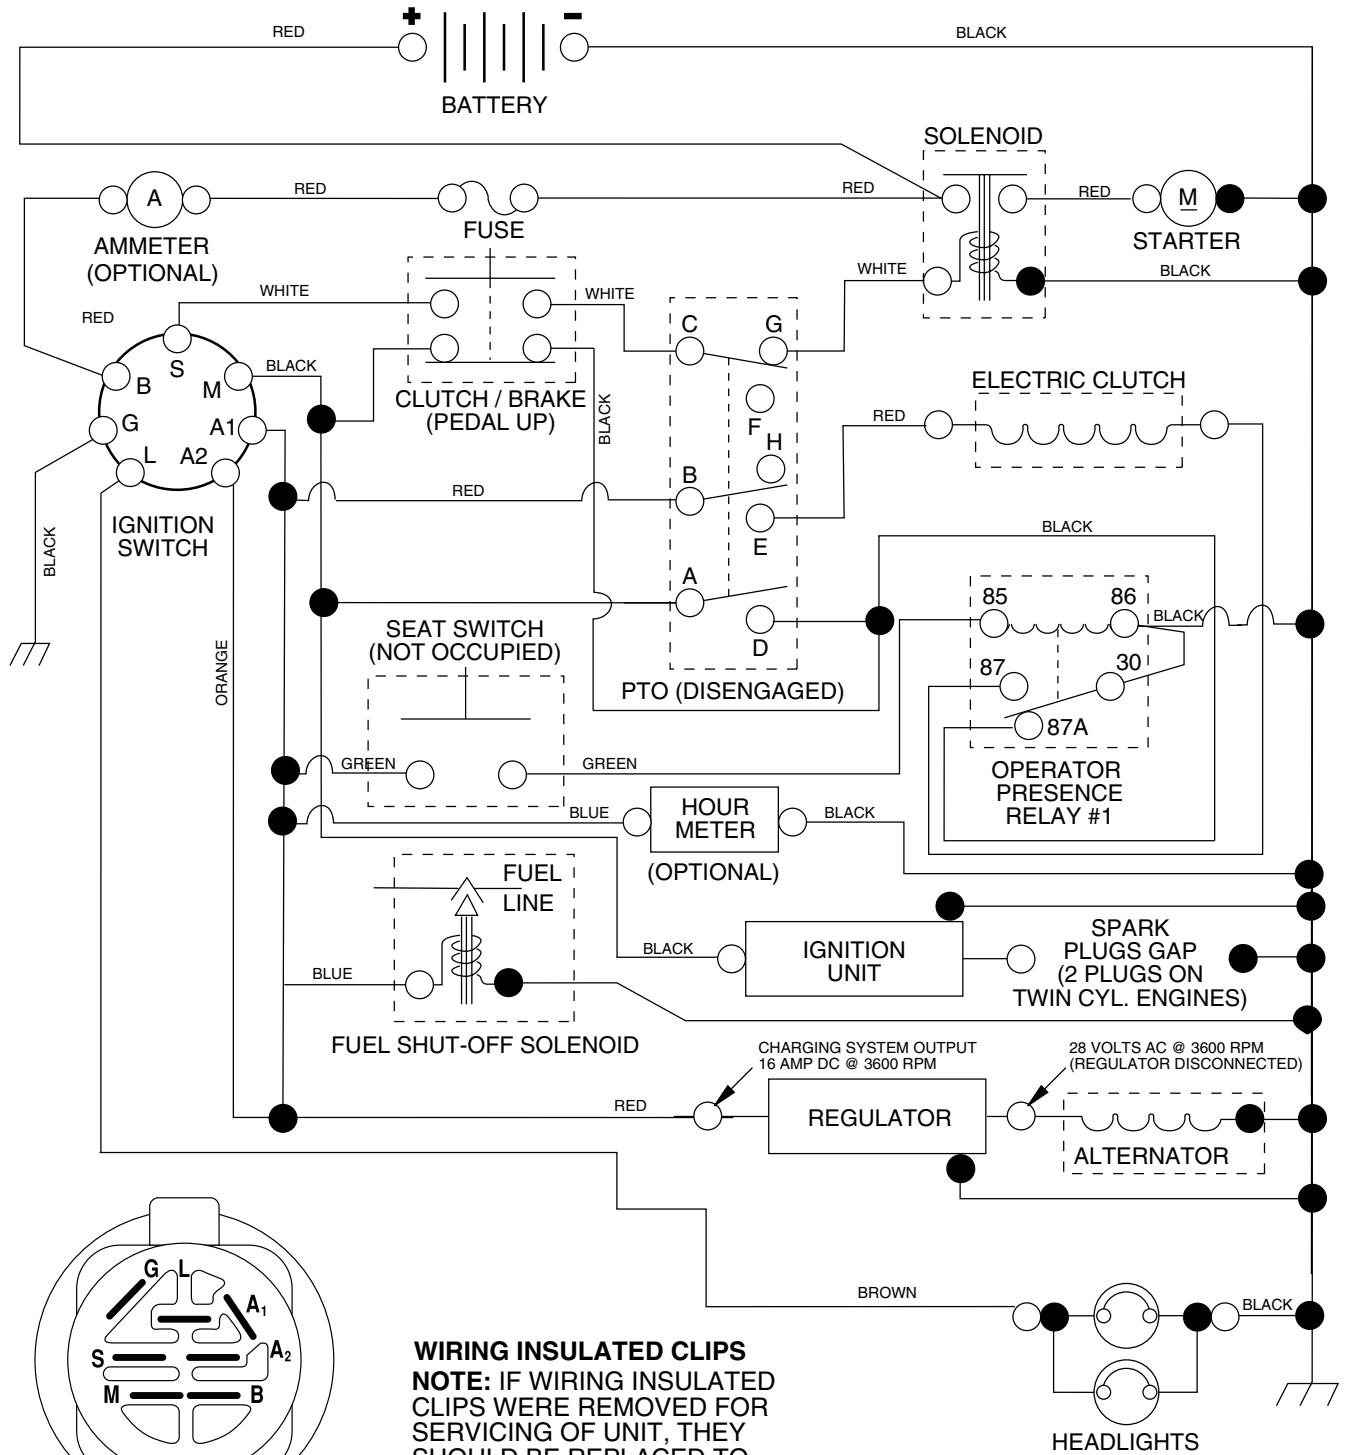 +
−
RED
BLACK
BATTERY
SOLENOID
A
RED
RED
RED
M
AMMETER
(OPTIONAL)
FUSE
STARTER
WHITE
BLACK
WHITE
WHITE
RED
S
B
M
BLACK
G
A1
L
A2
CLUTCH / BRAKE
(PEDAL UP)
BLACK
C
G
F
H
B
E
A
D
ELECTRIC CLUTCH
RED
RED
IGNITION
SWITCH
BLACK
BLACK
ORANGE
SEAT SWITCH
(NOT OCCUPIED)
PTO (DISENGAGED)
85
86
BLACK
87
30
87A
GREEN
GREEN
OPERATOR
PRESENCE
RELAY #1
BLUE
HOUR
METER
BLACK
(OPTIONAL)
FUEL
LINE
BLUE
FUEL SHUT-OFF SOLENOID
BLACK
IGNITION
UNIT
SPARK
PLUGS GAP
(2 PLUGS ON
TWIN CYL. ENGINES)
CHARGING SYSTEM OUTPUT
16 AMP DC @ 3600 RPM
28 VOLTS AC @ 3600 RPM
(REGULATOR DISCONNECTED)
RED
REGULATOR
ALTERNATOR
BROWN
BLACK
HEADLIGHTS
G
L
A1
S
A2
M
B
WIRING INSULATED CLIPS
NOTE: IF WIRING INSULATED
CLIPS WERE REMOVED FOR
SERVICING OF UNIT, THEY
SHOULD BE REPLACED TO